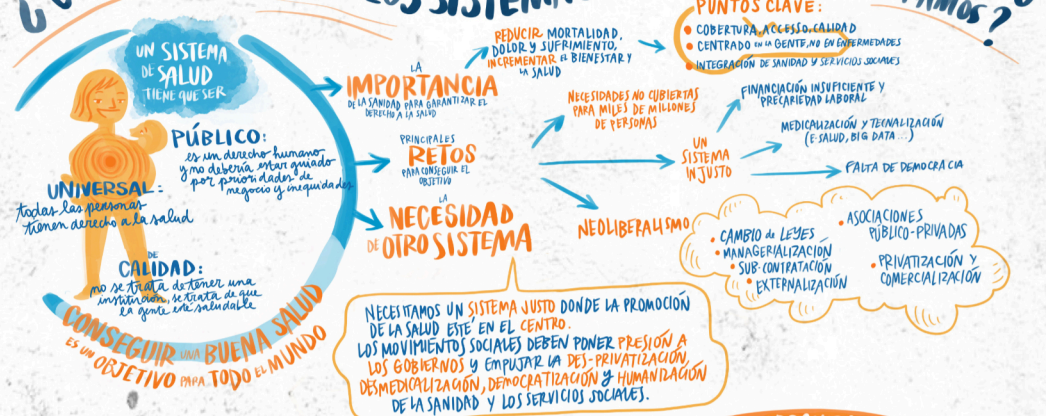 PUNTOS CLAVE:
• COBERTURA, ACCESSO, CALIDAD
• CENTRADO EN LA GENTE, NO EN ENFERMEDADES
• INTEGRACIÓN DE SANIDAD Y SERVICIOS SOCIALES
UN SISTEMA
DE SALUD
TIENE QUE SER
PÚBLICO:
es un derecho humano
y no debería estar guiado
por prioridades de
negocio y inequidades
UNIVERSAL:
todas las personas
tienen derecho a la salud
DE
CALIDAD:
no se trata de tener una
institución, se trata de que
la gente esté saludable
CONSEGUIR UNA BUENA SALUD
ES UN OBJETIVO PARA TODO EL MUNDO
LA
IMPORTANCIA
DE LA SANIDAD PARA GARANTIZAR EL
DERECHO A LA SALUD
REDUCIR MORTALIDAD,
DOLOR Y SUFRIMIENTO,
INCREMENTAR EL BIENESTAR Y
LA SALUD
PRINCIPALES
RETOS
PARA CONSEGUIR EL
OBJETIVO
NECESIDADES NO CUBIERTAS
PARA MILES DE MILLONES
DE PERSONAS
UN
SISTEMA
INJUSTO
FINANCIACIÓN INSUFICIENTE Y
PRECARIEDAD LABORAL
MEDICALIZACIÓN Y TECNALIZACIÓN
(E-SALUD, BIG DATA...)
FALTA DE DEMOCRACIA
NEOLIBERALISMO
• CAMBIO de LEYES
• MANAGERIALIZACIÓN
• SUB-CONTRATACIÓN
• EXTERNALIZACIÓN
• ASOCIACIONES
PÚBLICO-PRIVADAS
• PRIVATIZACIÓN Y
COMERCIALIZACIÓN
LA
NECESIDAD
DE OTRO SISTEMA
NECESITAMOS UN SISTEMA JUSTO DONDE LA PROMOCIÓN
DE LA SALUD ESTÉ EN EL CENTRO.
LOS MOVIMIENTOS SOCIALES DEBEN PONER PRESIÓN A
LOS GOBIERNOS Y EMPUJAR LA DES-PRIVATIZACIÓN,
DESMEDICALIZACIÓN, DEMOCRATIZACIÓN Y HUMANIZACIÓN
DE LA SANIDAD Y LOS SERVICIOS SOCIALES.